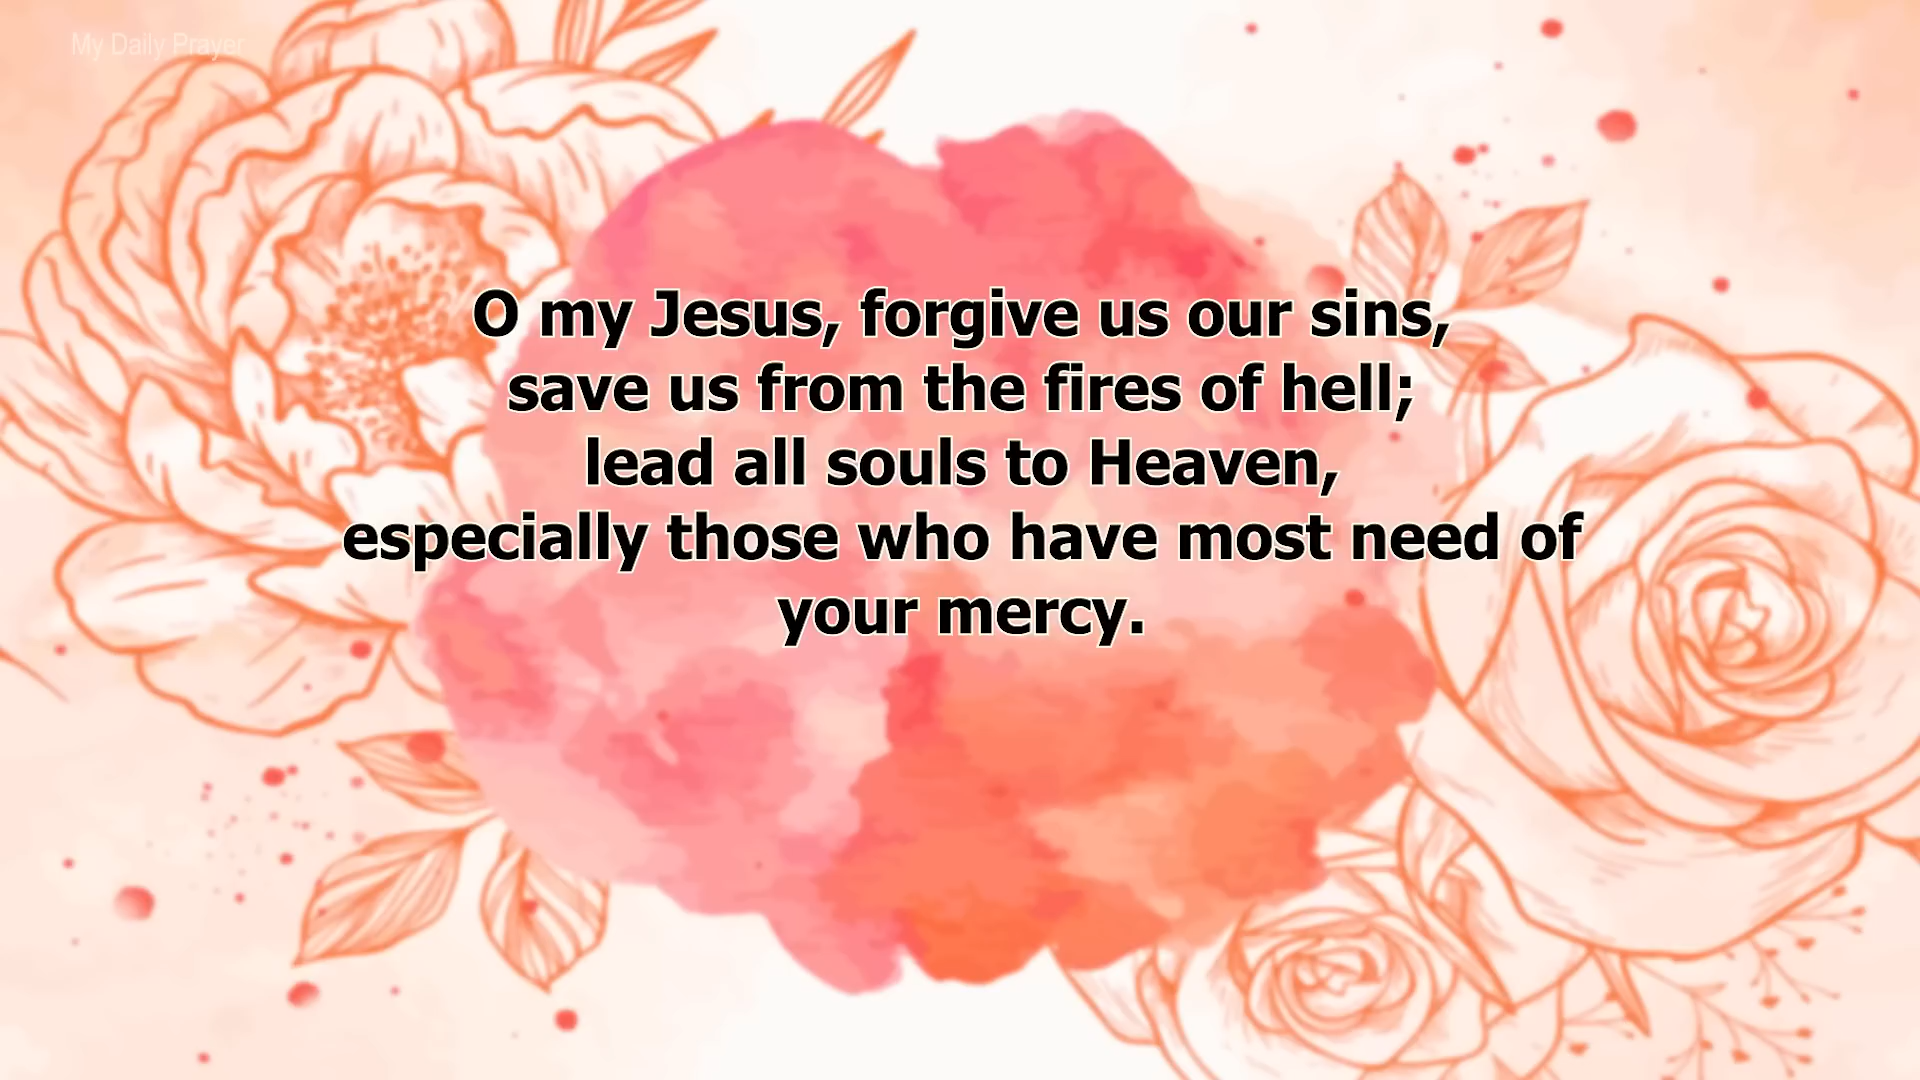 My Daily Prayer
O my Jesus, forgive us our sins,
save us from the fires of hell;
lead all souls to Heaven,
especially those who have most need of
your mercy.